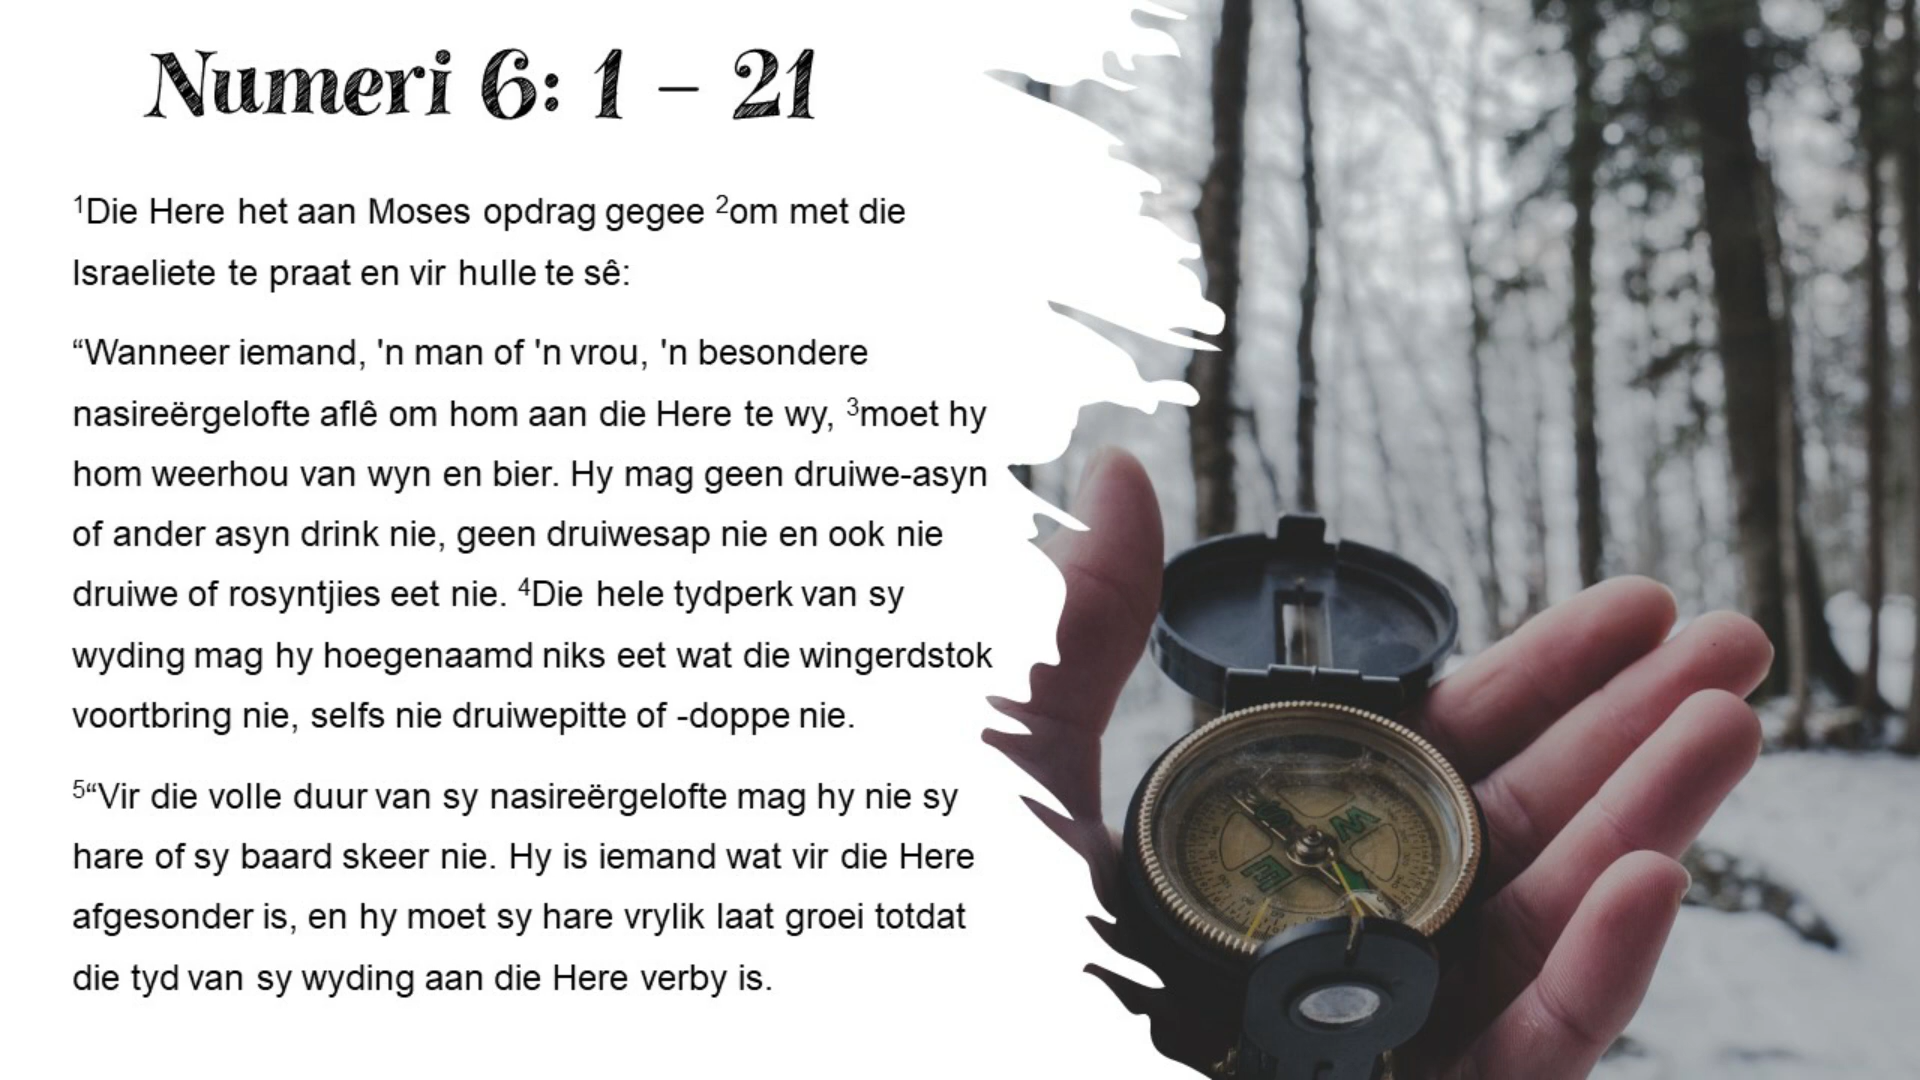 Numeri 6: 1 – 21
1Die Here het aan Moses opdrag gegee 2om met die
Israeliete te praat en vir hulle te sê:
“Wanneer iemand, 'n man of 'n vrou, 'n besondere
nasireërgelofte aflê om hom aan die Here te wy, 3moet hy
hom weerhou van wyn en bier. Hy mag geen druiwe-asyn
of ander asyn drink nie, geen druiwesap nie en ook nie
druiwe of rosyntjies eet nie. 4Die hele tydperk van sy
wyding mag hy hoegenaamd niks eet wat die wingerdstok
voortbring nie, selfs nie druiwepitte of -doppe nie.
5“Vir die volle duur van sy nasireërgelofte mag hy nie sy
hare of sy baard skeer nie. Hy is iemand wat vir die Here
afgesonder is, en hy moet sy hare vrylik laat groei totdat
die tyd van sy wyding aan die Here verby is.
W
E